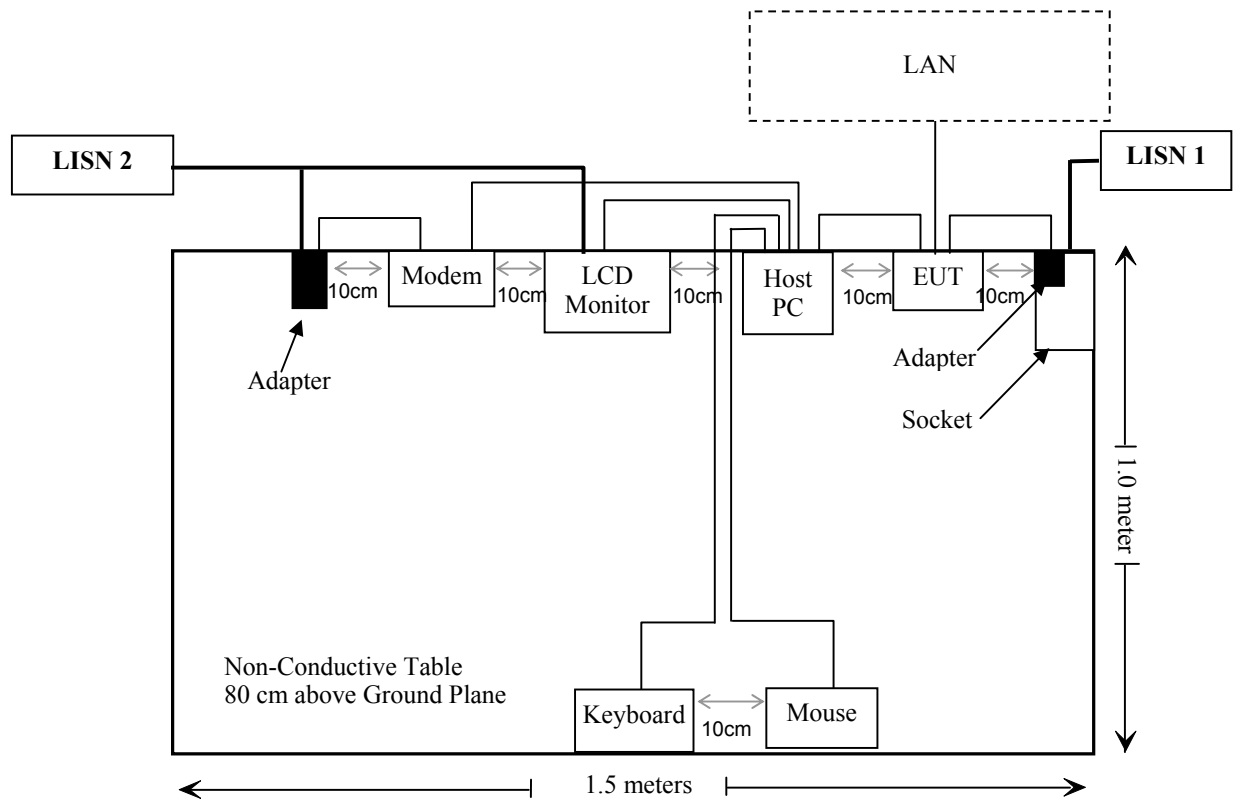 LAN
LISN 2
LISN 1
Modem
LCD
Monitor
Host
PC
EUT
10cm
10cm
10cm
10cm
10cm
Adapter
Adapter
Socket
1.0 meter
Non-Conductive Table
80 cm above Ground Plane
Keyboard
10cm
Mouse
1.5 meters